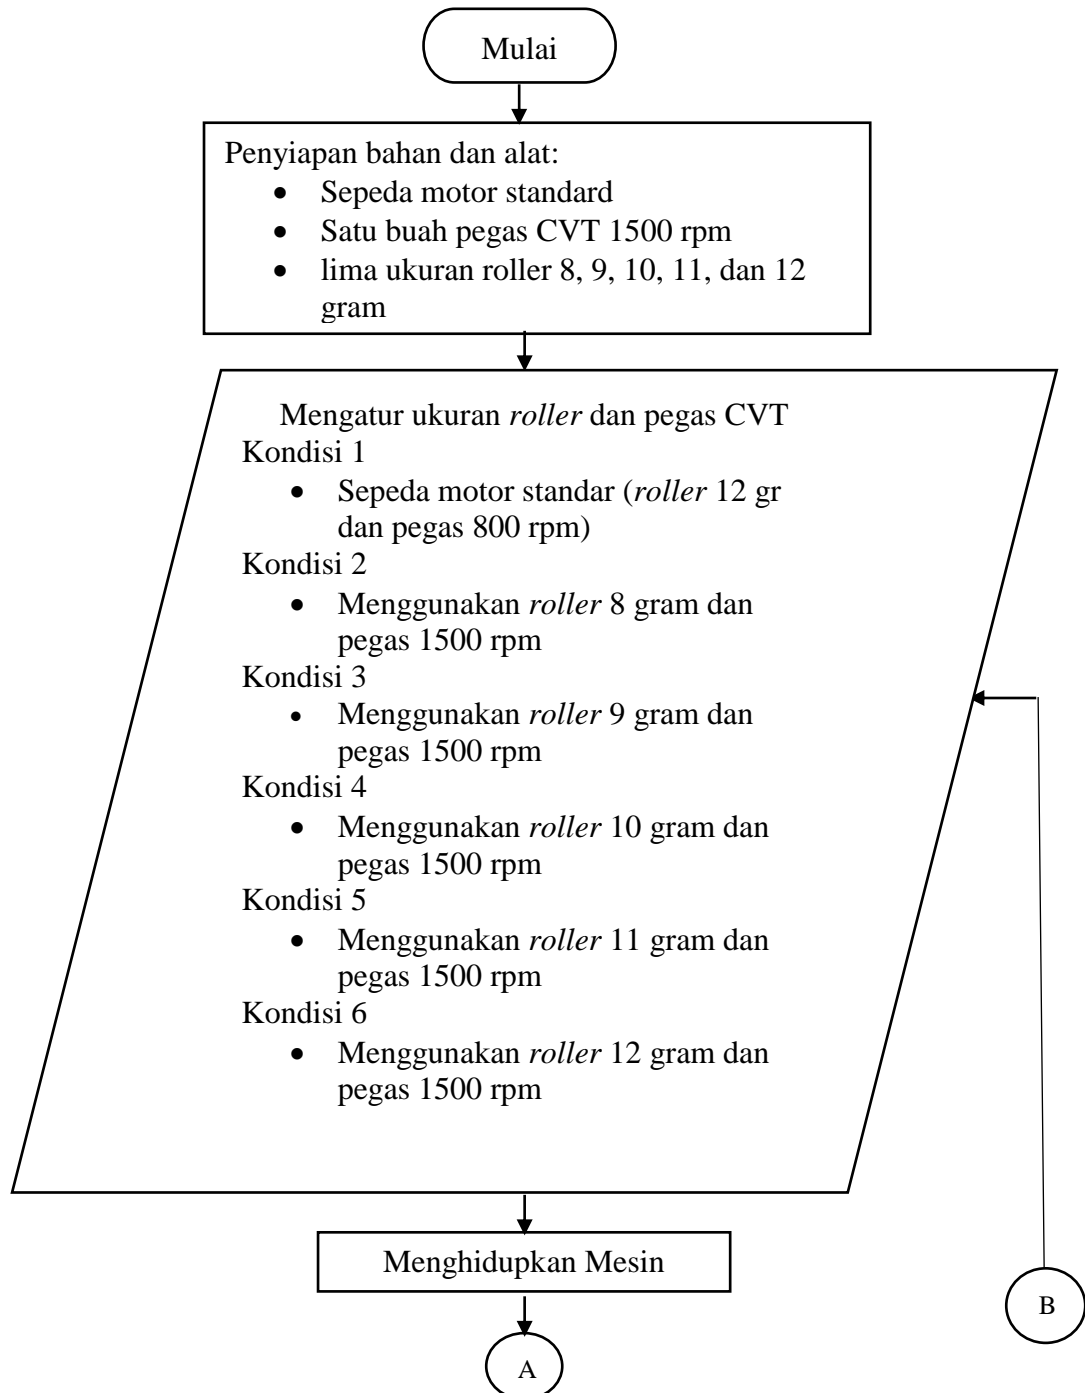 Mulai
Penyiapan bahan dan alat:
• Sepeda motor standard
• Satu buah pegas CVT 1500 rpm
• lima ukuran roller 8, 9, 10, 11, dan 12
gram
Mengatur ukuran roller dan pegas CVT
Kondisi 1
• Sepeda motor standar (roller 12 gr
dan pegas 800 rpm)
Kondisi 2
• Menggunakan roller 8 gram dan
pegas 1500 rpm
Kondisi 3
• Menggunakan roller 9 gram dan
pegas 1500 rpm
Kondisi 4
• Menggunakan roller 10 gram dan
pegas 1500 rpm
Kondisi 5
• Menggunakan roller 11 gram dan
pegas 1500 rpm
Kondisi 6
• Menggunakan roller 12 gram dan
pegas 1500 rpm
Menghidupkan Mesin
B
A